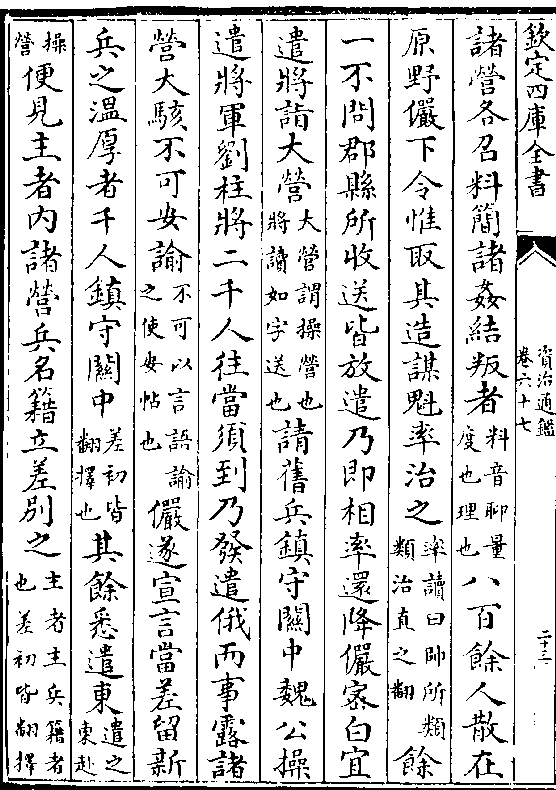 欽定四庫全書
資治通鑑
卷六十七
二十三
諸營各召料簡諸姦結叛者料音聊量度也理也八百餘人散在
原野儼下令惟取其造謀魁率治之率讀曰帥所類類治直之翻餘
一不問郡縣所收送皆放遣乃即相率還降儼密白宜
遣將詣大營大營謂操營也將讀如字送也請舊兵鎮守關中魏公操
遣將軍劉柱將二千人往當須到乃發遣俄而事露諸
營大駭不可安諭不可以言語諭之使安帖也儼遂宣言當差留新
兵之溫厚者千人鎮守關中差初皆翻擇也其餘悉遣東遣之東赴
操營便見主者內諸營兵名籍立差別之主者主兵籍者也差初皆翻擇